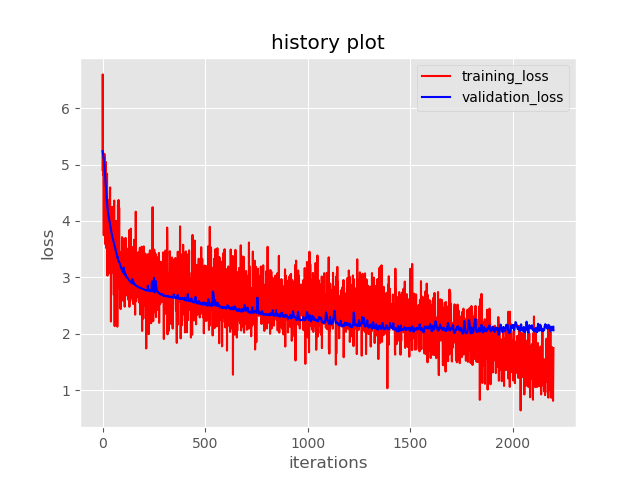 history plot
training_loss
validation_loss
6
5
4
3
2
1
loss
0
500
1000
1500
2000
iterations